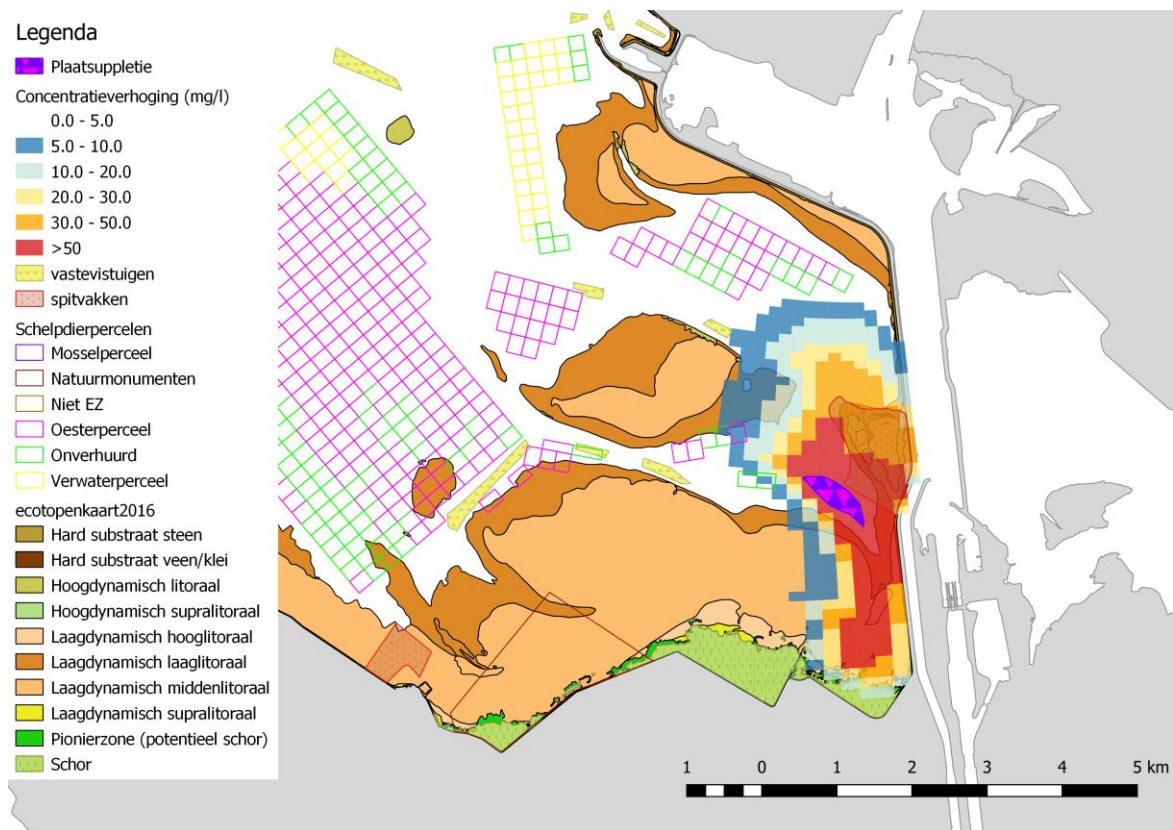 Legenda
Plaatsuppletie
Concentratieverhoging (mg/l)
0.0 - 5.0
5.0 - 10.0
10.0 - 20.0
20.0 - 30.0
30.0 - 50.0
>50
vastevistuigen
spitvakken
Schelpdierpercelen
Mosselperceel
Natuurmonumenten
Niet EZ
Oesterperceel
Onverhuurd
Verwaterperceel
ecotopenkaart2016
Hard substraat steen
Hard substraat veen/klei
Hoogdynamisch litoraal
Hoogdynamisch supralitoraal
Laagdynamisch hooglitoraal
Laagdynamisch laaglitoraal
Laagdynamisch middenlitoraal
Laagdynamisch supralitoraal
Pionierzone (potentieel schor)
Schor
1 0 1 2 3 4 5 km